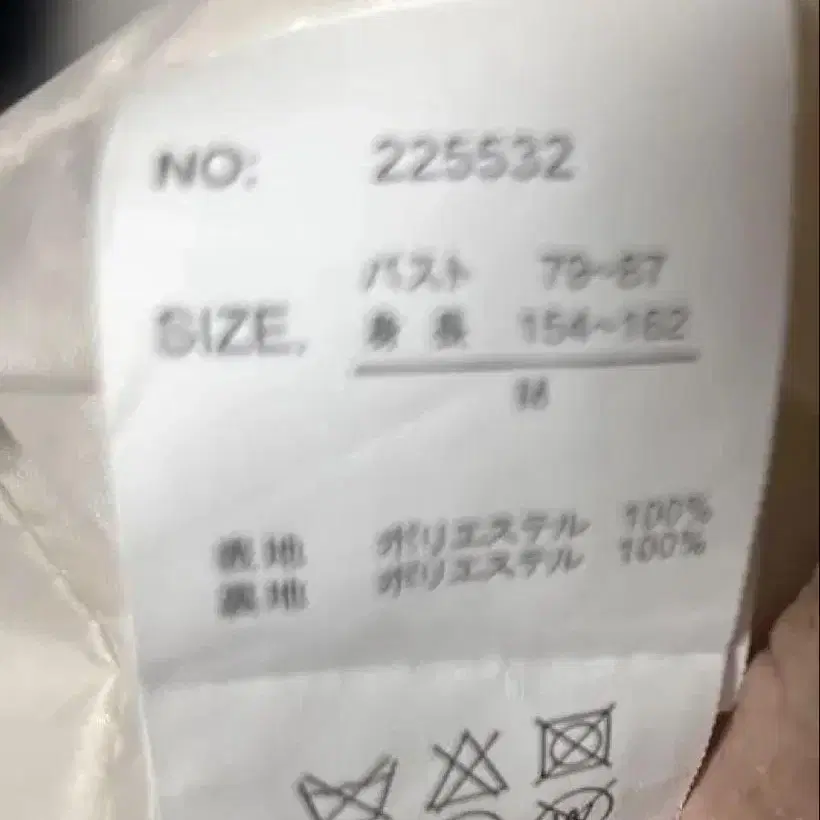 NO: 225532
バスト 79~87
SIZE. 身長 154~162
M
表地 ポリエステル 100%
裏地 ポリエステル 100%